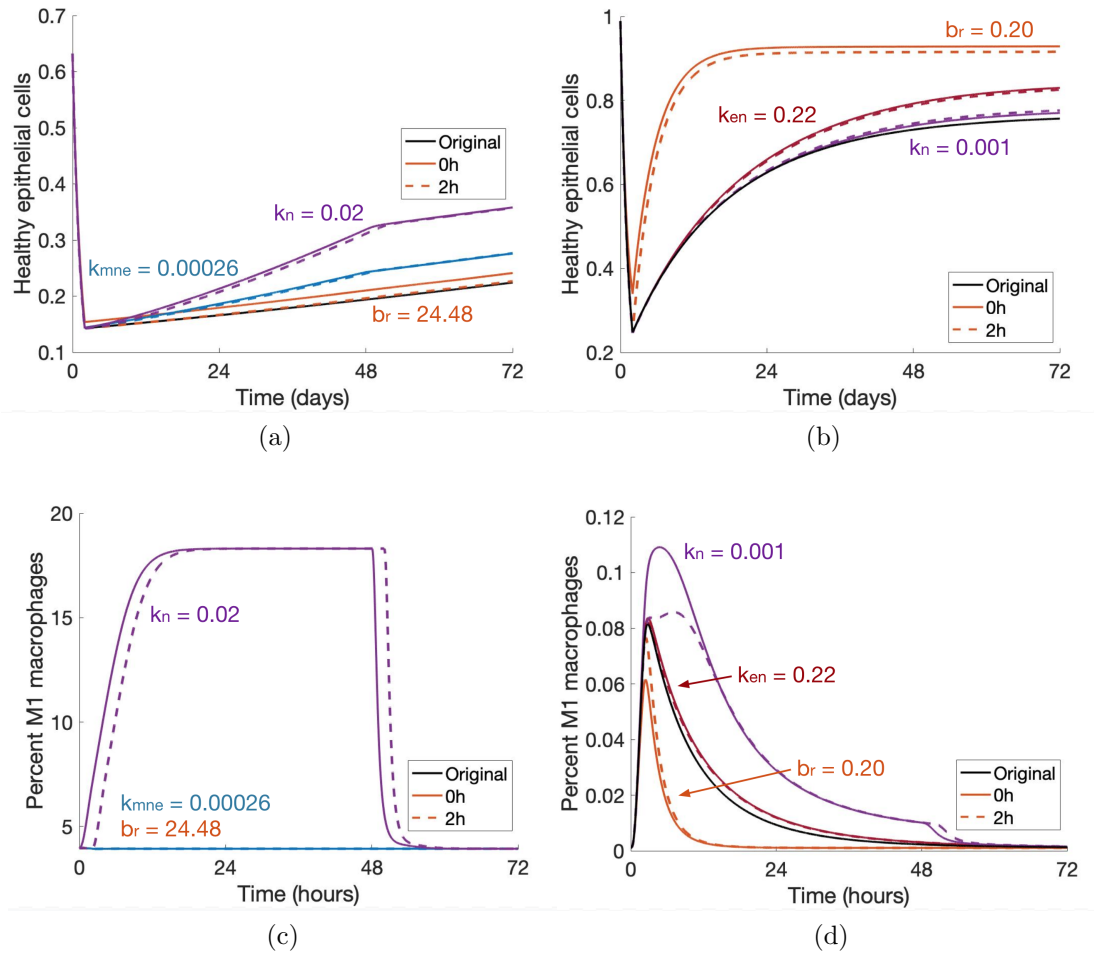 0.7
0.6
0.5
0.4
0.3
0.2
0.1
Healthy epithelial cells
0
24
48
72
Time (days)
kn = 0.02
kmne = 0.00026
br = 24.48
Original
0h
2h
(a)
1
0.8
0.6
0.4
0.2
Healthy epithelial cells
0
24
48
72
Time (days)
br = 0.20
ken = 0.22
kn = 0.001
Original
0h
2h
(b)
20
15
10
5
Percent M1 macrophages
0
24
48
72
Time (hours)
kn = 0.02
kmne = 0.00026
br = 24.48
Original
0h
2h
(c)
0.12
0.1
0.08
0.06
0.04
0.02
0
Percent M1 macrophages
0
12
24
48
72
Time (hours)
kn = 0.001
ken = 0.22
br = 0.20
Original
0h
2h
(d)